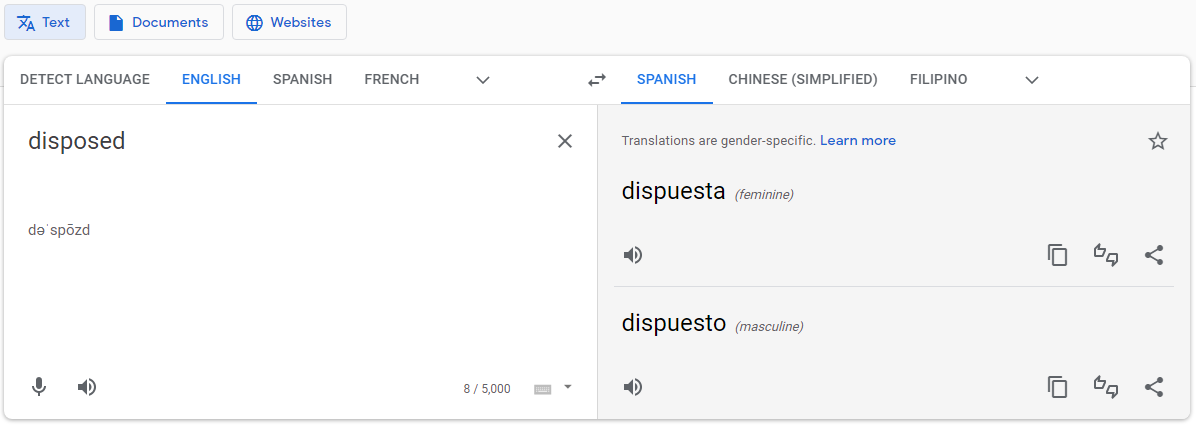 Text Documents Websites
DETECT LANGUAGE ENGLISH SPANISH FRENCH SPANISH CHINESE (SIMPLIFIED) FILIPINO
disposed
dəˈspōzd
8 / 5,000
Translations are gender-specific. Learn more
dispuesta (feminine)
dispuesto (masculine)